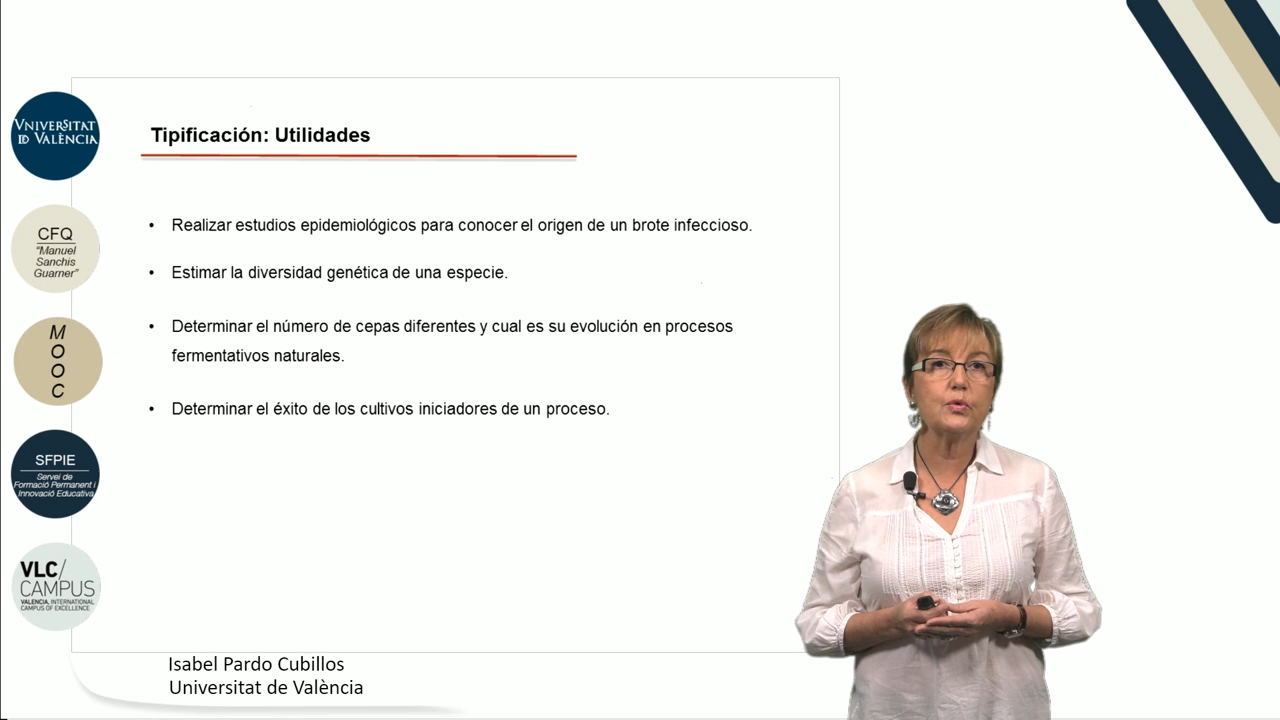 Tipificación: Utilidades
• Realizar estudios epidemiológicos para conocer el origen de un brote infeccioso.
• Estimar la diversidad genética de una especie.
• Determinar el número de cepas diferentes y cual es su evolución en procesos
fermentativos naturales.
• Determinar el éxito de los cultivos iniciadores de un proceso.
VNIVERSITAT
ID VALÈNCIA
CFQ
"Manuel
Sanchis
Guarner"
M
O
O
C
SFPIE
Servei de
Formació Permanent i
Innovació Educativa
VLC/
CAMPUS
VALENCIA, INTERNATIONAL
CAMPUS OF EXCELLENCE
Isabel Pardo Cubillos
Universitat de València